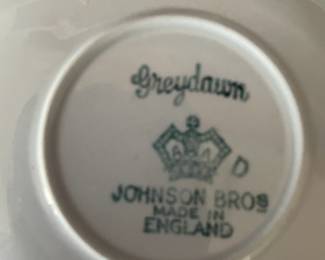 Greydawn
D
JOHNSON BROS
MADE IN
ENGLAND